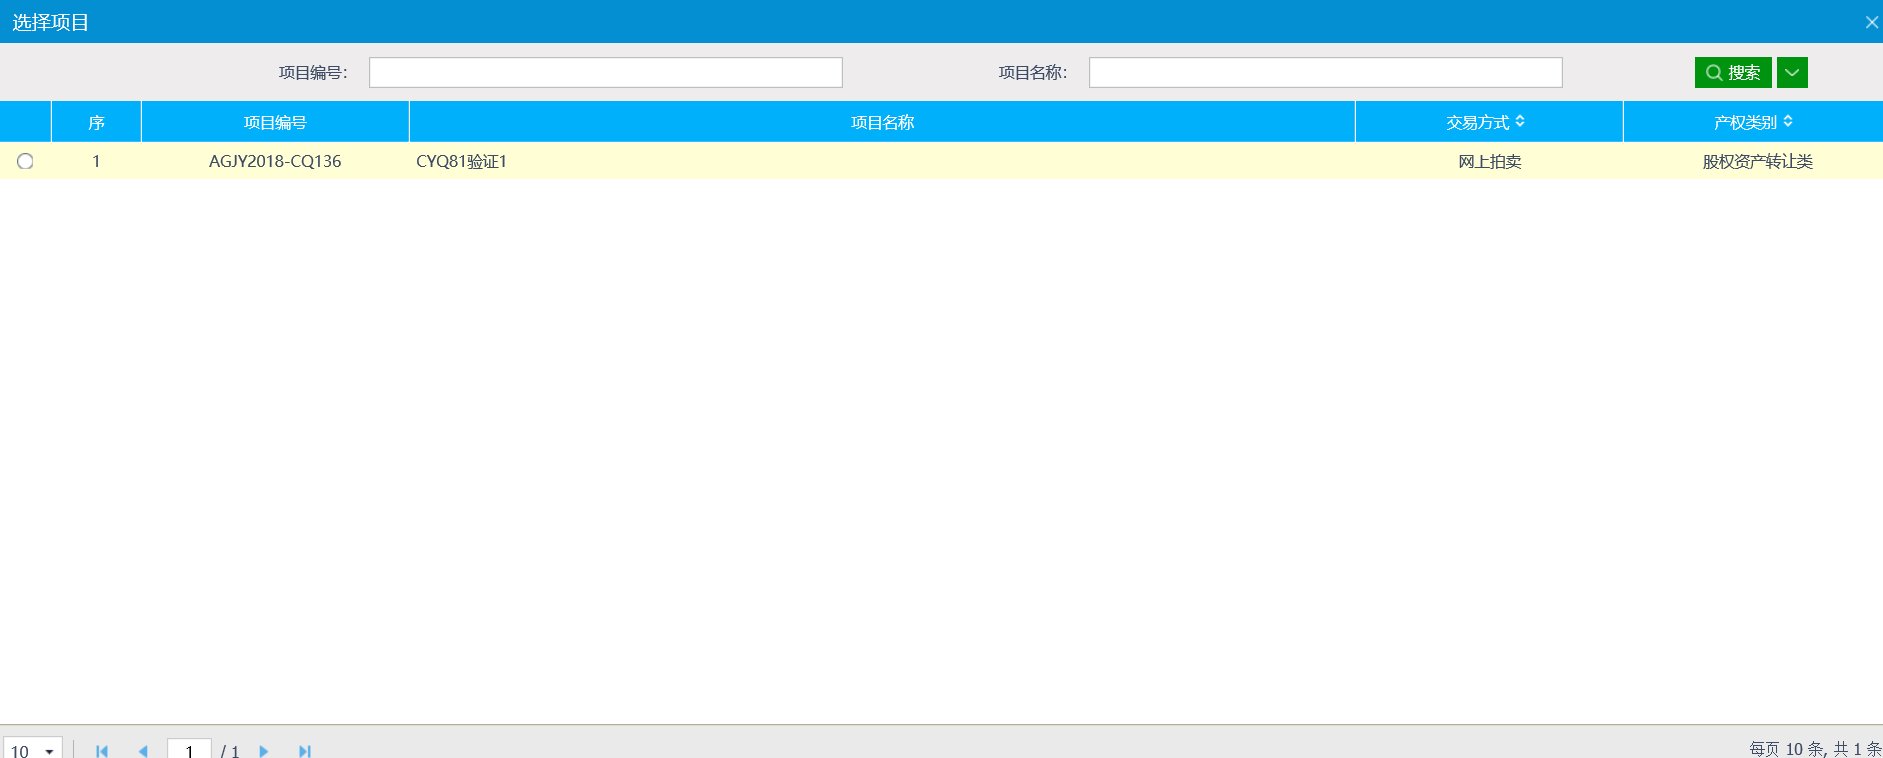 选择项目
项目编号： 项目名称： 搜索
序 项目编号 项目名称 交易方式 产权类别
1 AGJY2018-CQ136 CYQ81验证1 网上拍卖 股权资产转让类
10 1 / 1 每页 10 条, 共 1 条